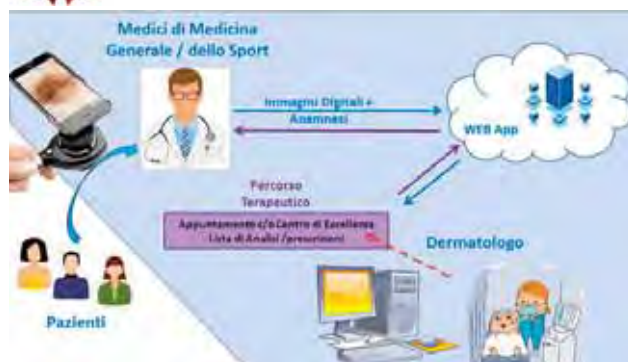 Medici di Medicina
Generale / dello Sport
Immagini Digitali +
Anamnesi
WEB App
Percorso
Terapeutico
Appuntamento c/o Centro di Eccellenza
Lista di Analisi /prescrizioni
Dermatologo
Pazienti